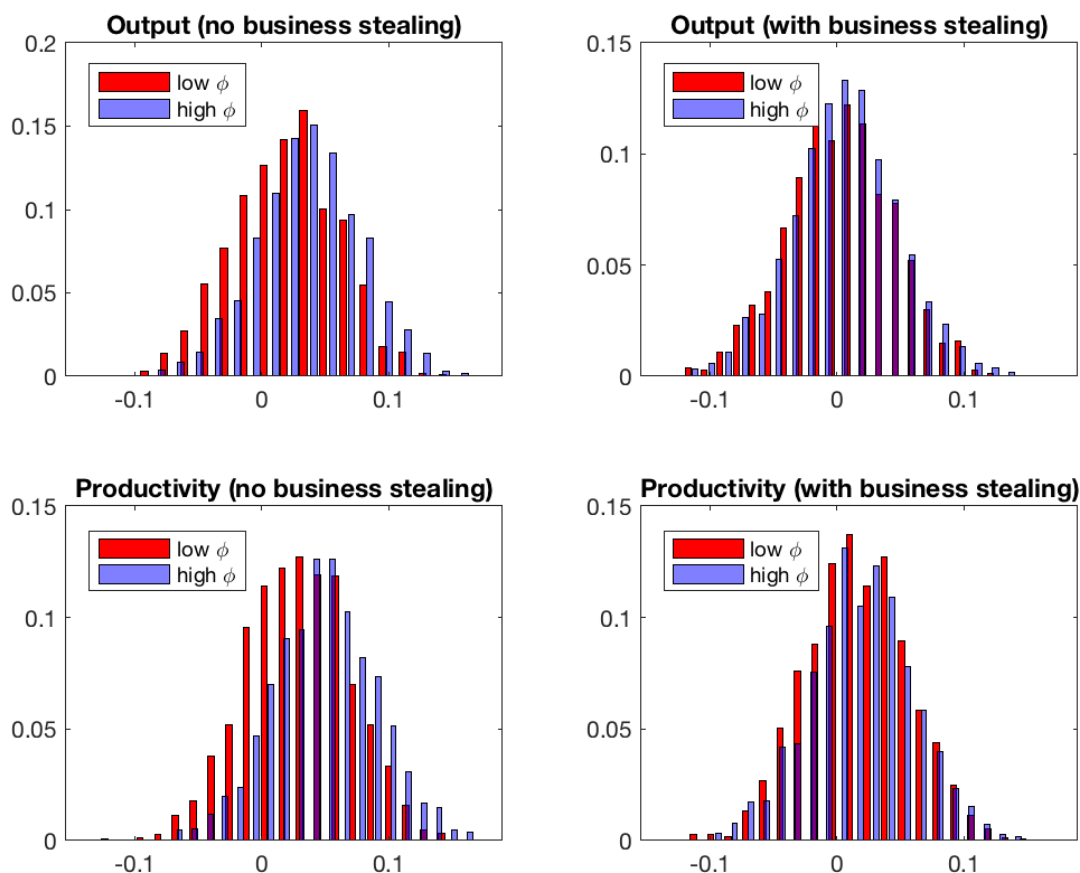 Output (no business stealing)
0.2
0.15
0.1
0.05
0
-0.1 0 0.1
low ϕ
high ϕ
Output (with business stealing)
0.15
0.1
0.05
0
-0.1 0 0.1
low ϕ
high ϕ
Productivity (no business stealing)
0.15
0.1
0.05
0
-0.1 0 0.1
low ϕ
high ϕ
Productivity (with business stealing)
0.15
0.1
0.05
0
-0.1 0 0.1
low ϕ
high ϕ